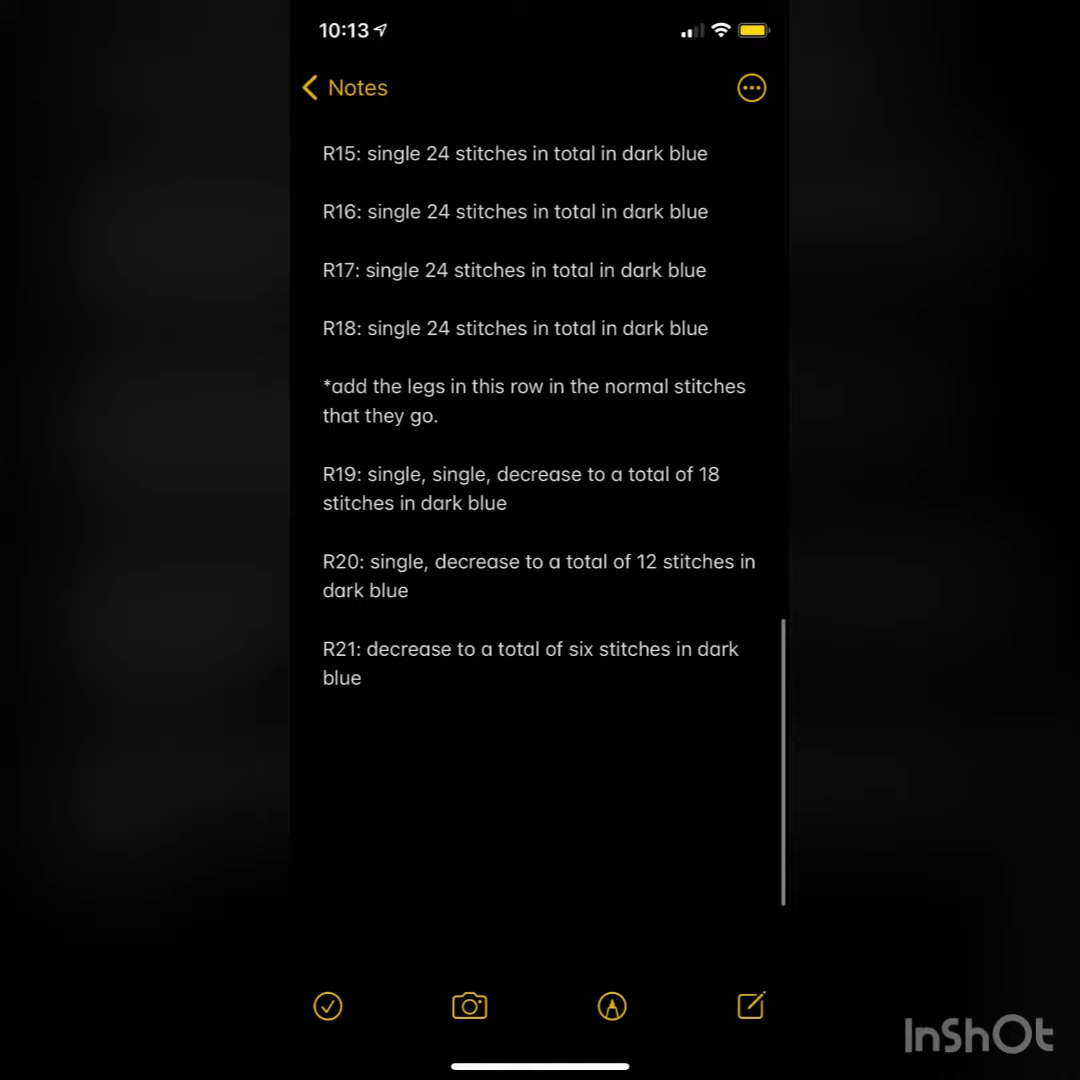 10:13
Notes
R15: single 24 stitches in total in dark blue
R16: single 24 stitches in total in dark blue
R17: single 24 stitches in total in dark blue
R18: single 24 stitches in total in dark blue
*add the legs in this row in the normal stitches
that they go.
R19: single, single, decrease to a total of 18
stitches in dark blue
R20: single, decrease to a total of 12 stitches in
dark blue
R21: decrease to a total of six stitches in dark
blue
InShOt